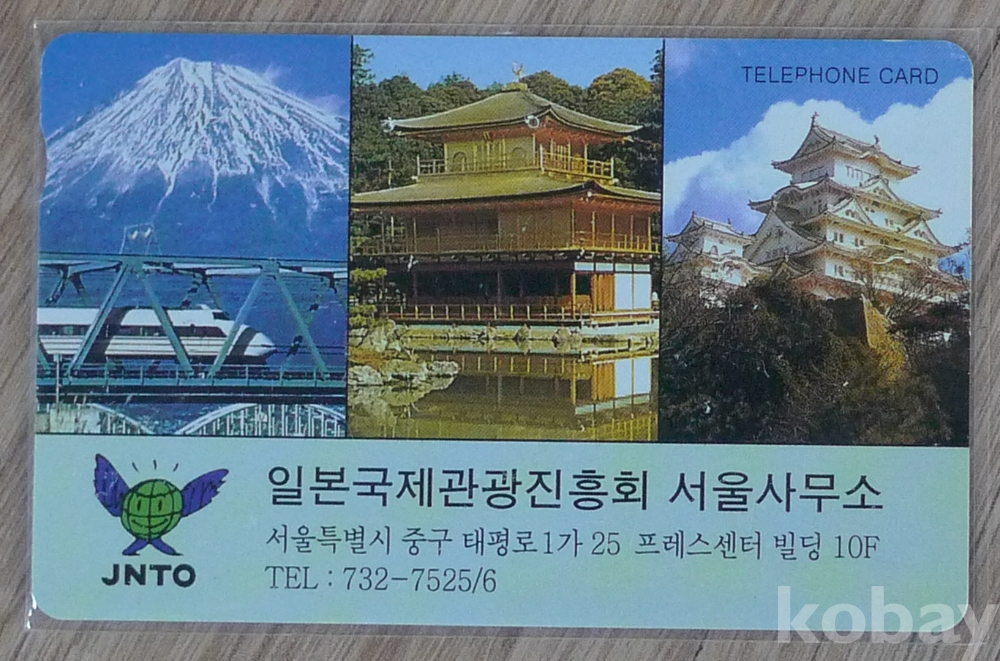 TELEPHONE CARD
일본국제관광진흥회 서울사무소
서울특별시 중구 태평로1가 25 프레스센터 빌딩 10F
TEL : 732-7525/6
JNTO
kobay